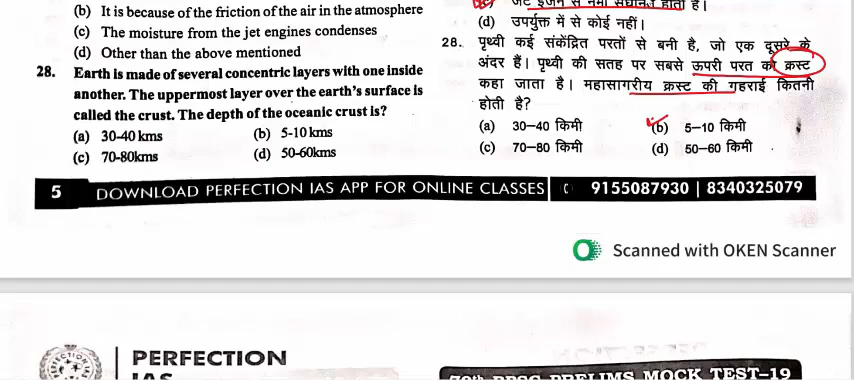 (b) It is because of the friction of the air in the atmosphere
(c) The moisture from the jet engines condenses
(d) Other than the above mentioned
28. Earth is made of several concentric layers with one inside
another. The uppermost layer over the earth's surface is
called the crust. The depth of the oceanic crust is?
(a) 30-40 kms (b) 5-10 kms
(c) 70-80kms (d) 50-60kms
(d) उपर्युक्त में से कोई नहीं।
28. पृथ्वी कई संकेंद्रित परतों से बनी है, जो एक दूसरे के
अंदर हैं। पृथ्वी की सतह पर सबसे ऊपरी परत को क्रस्ट
कहा जाता है। महासागरीय क्रस्ट की गहराई कितनी
होती है?
(a) 30–40 किमी (b) 5–10 किमी
(c) 70–80 किमी (d) 50–60 किमी
5 DOWNLOAD PERFECTION IAS APP FOR ONLINE CLASSES 9155087930 | 8340325079
Scanned with OKEN Scanner
PERFECTION
IAS
PRELIMS MOCK TEST–19